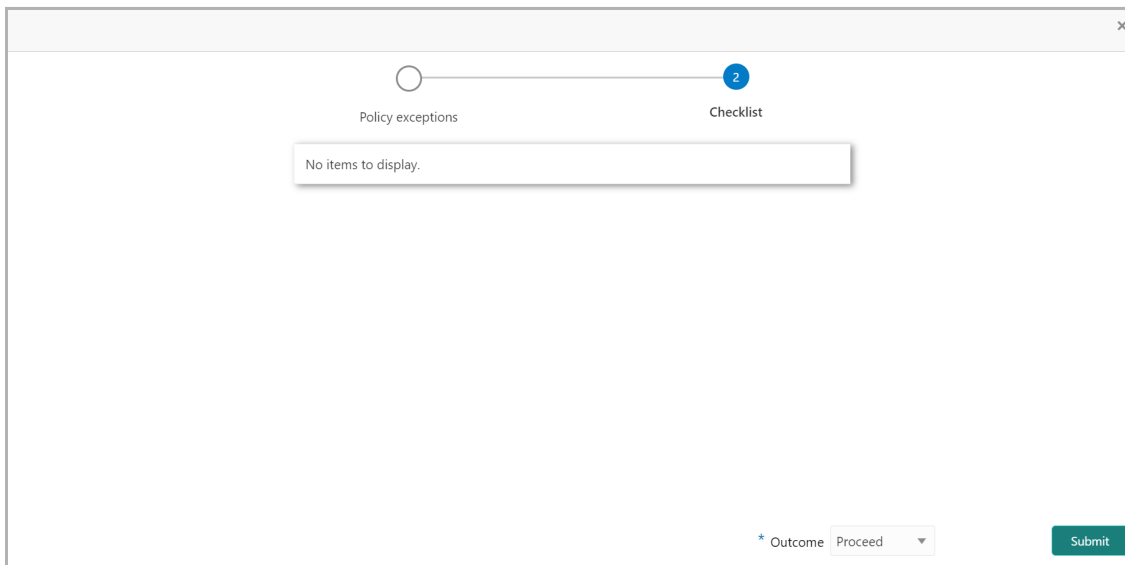 ×
2
Policy exceptions
Checklist
No items to display.
* Outcome Proceed
Submit